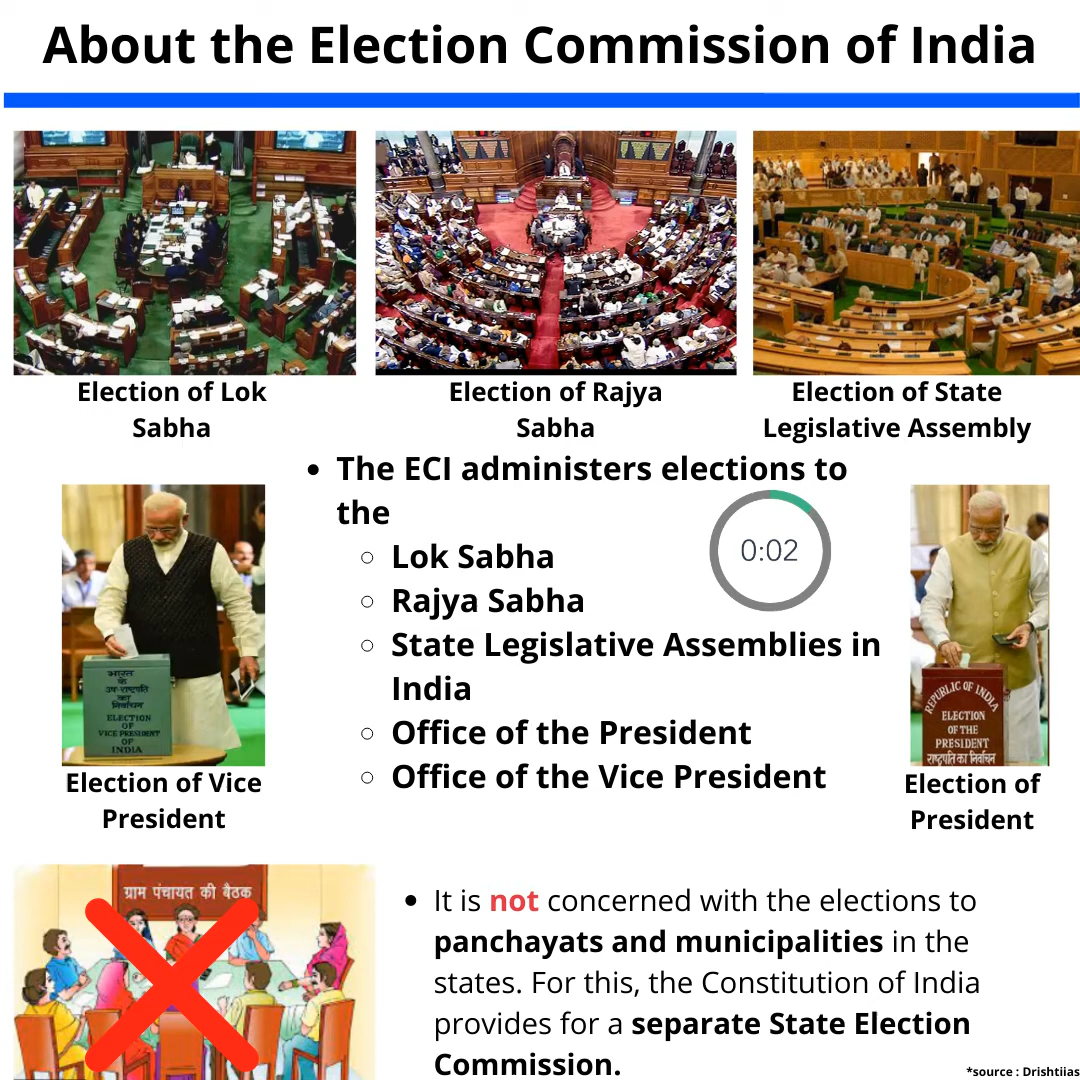 About the Election Commission of India
Election of Lok
Sabha
Election of Rajya
Sabha
Election of State
Legislative Assembly
• The ECI administers elections to
the
○ Lok Sabha
○ Rajya Sabha
○ State Legislative Assemblies in
India
○ Office of the President
○ Office of the Vice President
0:02
भारत
के
उप-राष्ट्रपति
का
निर्वाचन
ELECTION
OF
VICE PRESIDENT
OF
INDIA
Election of Vice
President
REPUBLIC OF INDIA
ELECTION
OF THE
PRESIDENT
राष्ट्रपति का निर्वाचन
Election of
President
ग्राम पंचायत की बैठक
• It is not concerned with the elections to
panchayats and municipalities in the
states. For this, the Constitution of India
provides for a separate State Election
Commission.
*source : Drishtiias